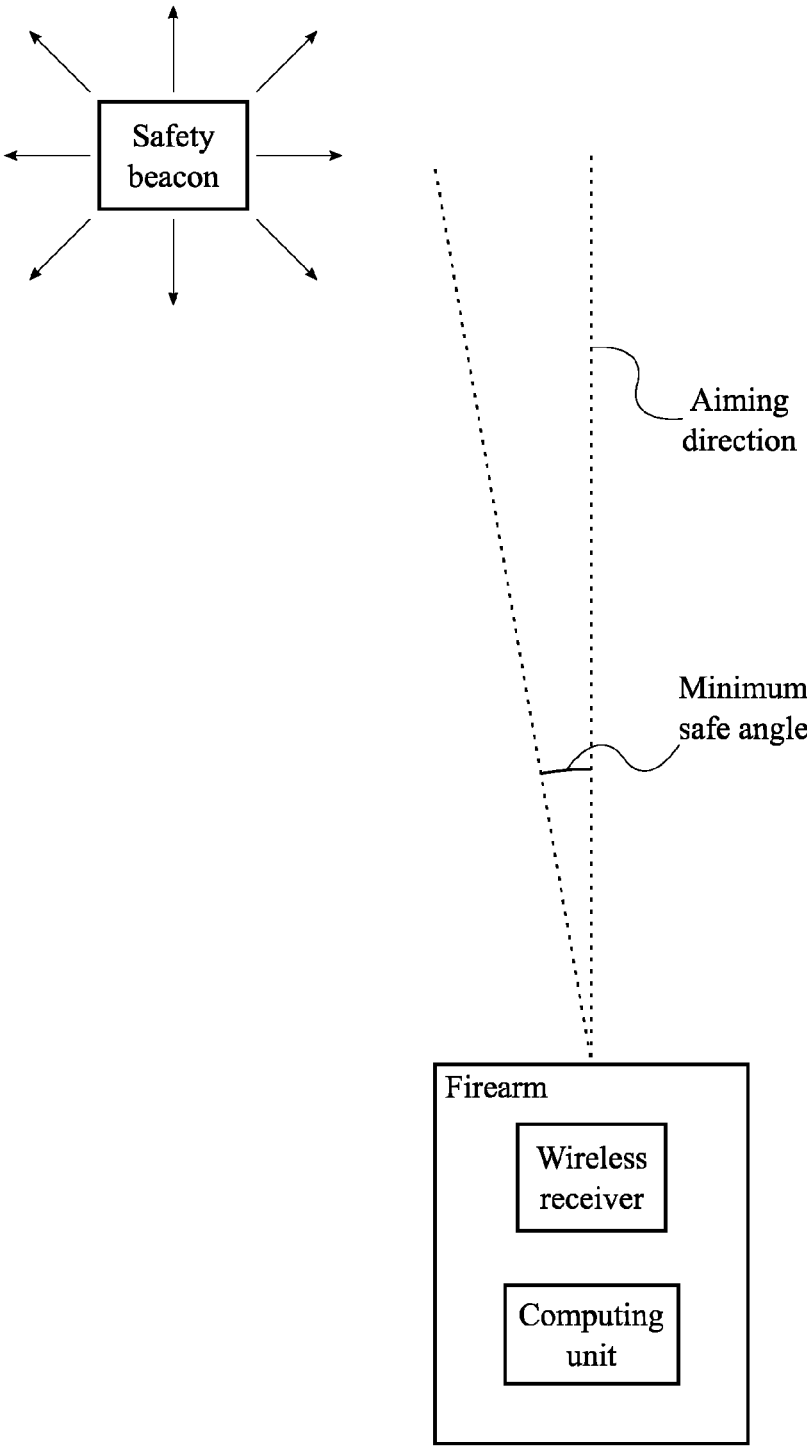 Safety
beacon
Aiming
direction
Minimum
safe angle
Firearm
Wireless
receiver
Computing
unit